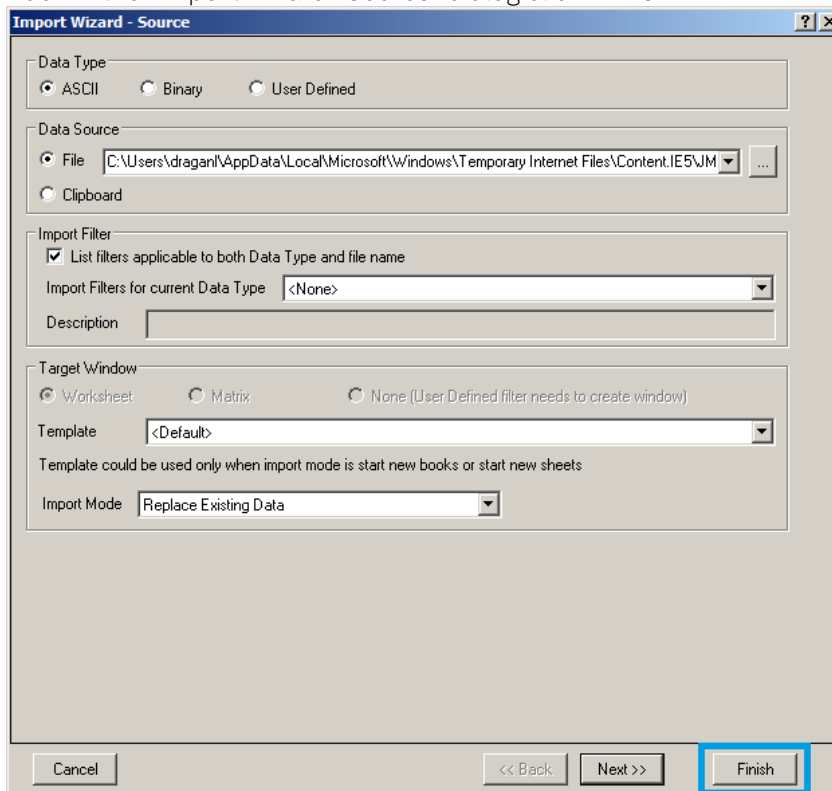 Import Wizard - Source
Data Type
ASCII Binary User Defined
Data Source
File C:\Users\draganl\AppData\Local\Microsoft\Windows\Temporary Internet Files\Content.IE5\JM ...
Clipboard
Import Filter
List filters applicable to both Data Type and file name
Import Filters for current Data Type <None>
Description
Target Window
Worksheet Matrix None (User Defined filter needs to create window)
Template <Default>
Template could be used only when import mode is start new books or start new sheets
Import Mode Replace Existing Data
Cancel << Back Next >> Finish